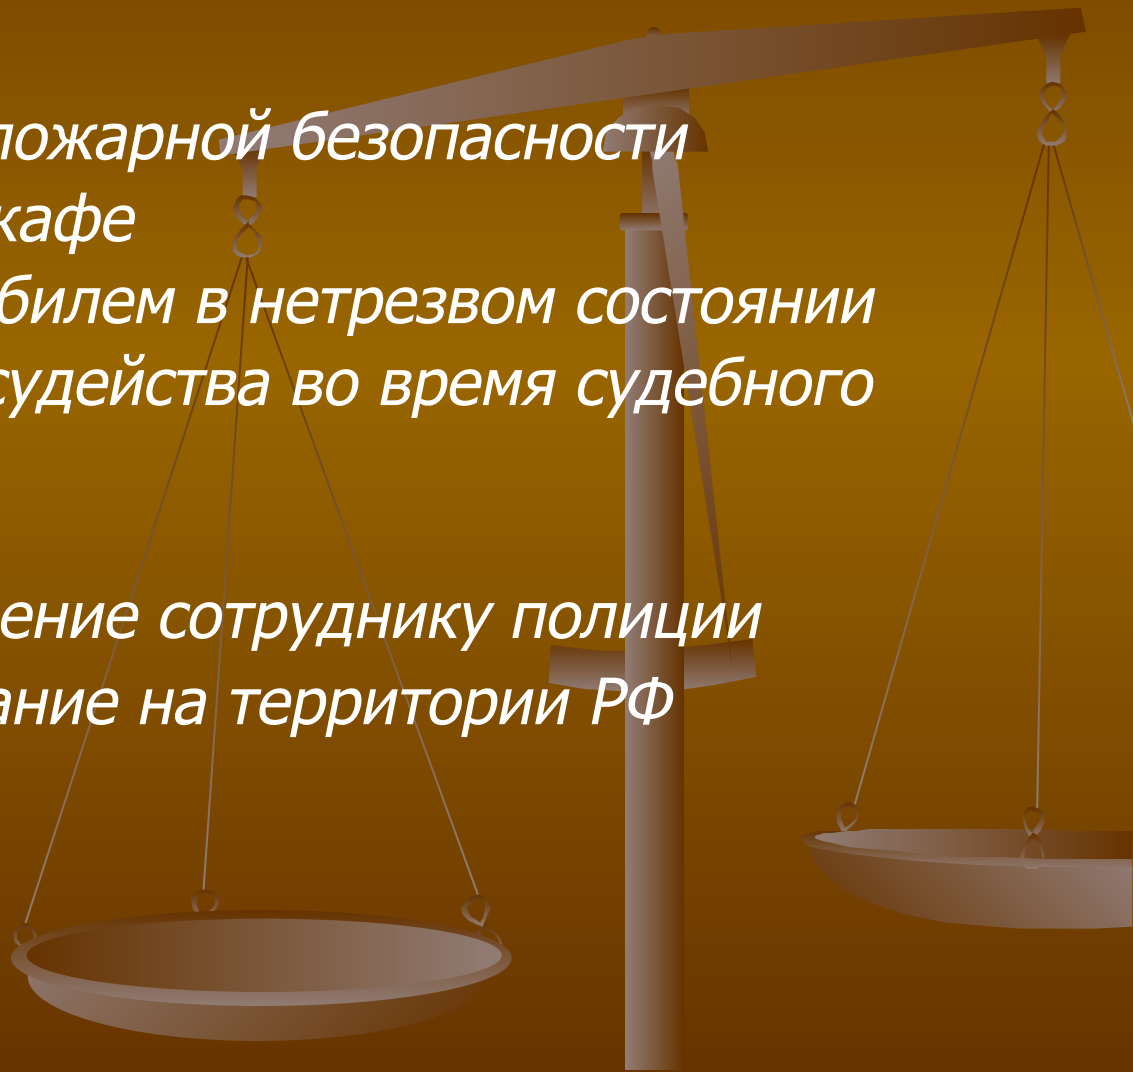 пожарной безопасности
кафе
билем в нетрезвом состоянии
судейства во время судебного
ение сотруднику полиции
ание на территории РФ